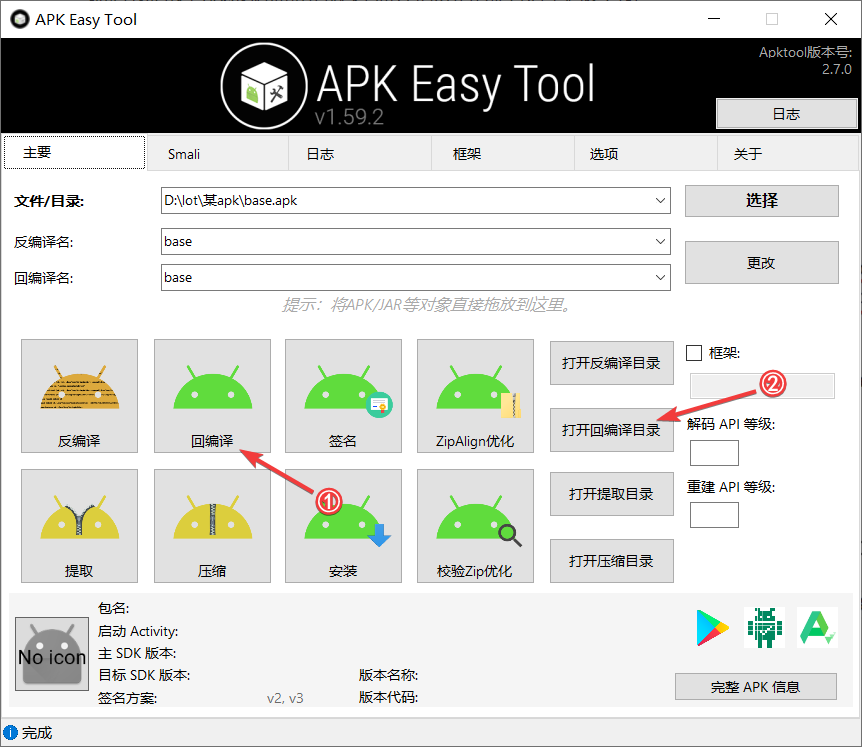 APK Easy Tool
APK Easy Tool
v1.59.2
Apktool版本号:
2.7.0
日志
主要
Smali
日志
框架
选项
关于
文件/目录:
D:\Iot\某apk\base.apk
选择
反编译名:
base
更改
回编译名:
base
提示：将APK/JAR等对象直接拖放到这里。
反编译
回编译
签名
ZipAlign优化
打开反编译目录
框架:
②
打开回编译目录
解码 API 等级:
①
打开提取目录
重建 API 等级:
提取
压缩
安装
校验Zip优化
打开压缩目录
No icon
包名:
启动 Activity:
主 SDK 版本:
目标 SDK 版本:
版本名称:
签名方案:
v2, v3
版本代码:
完整 APK 信息
完成